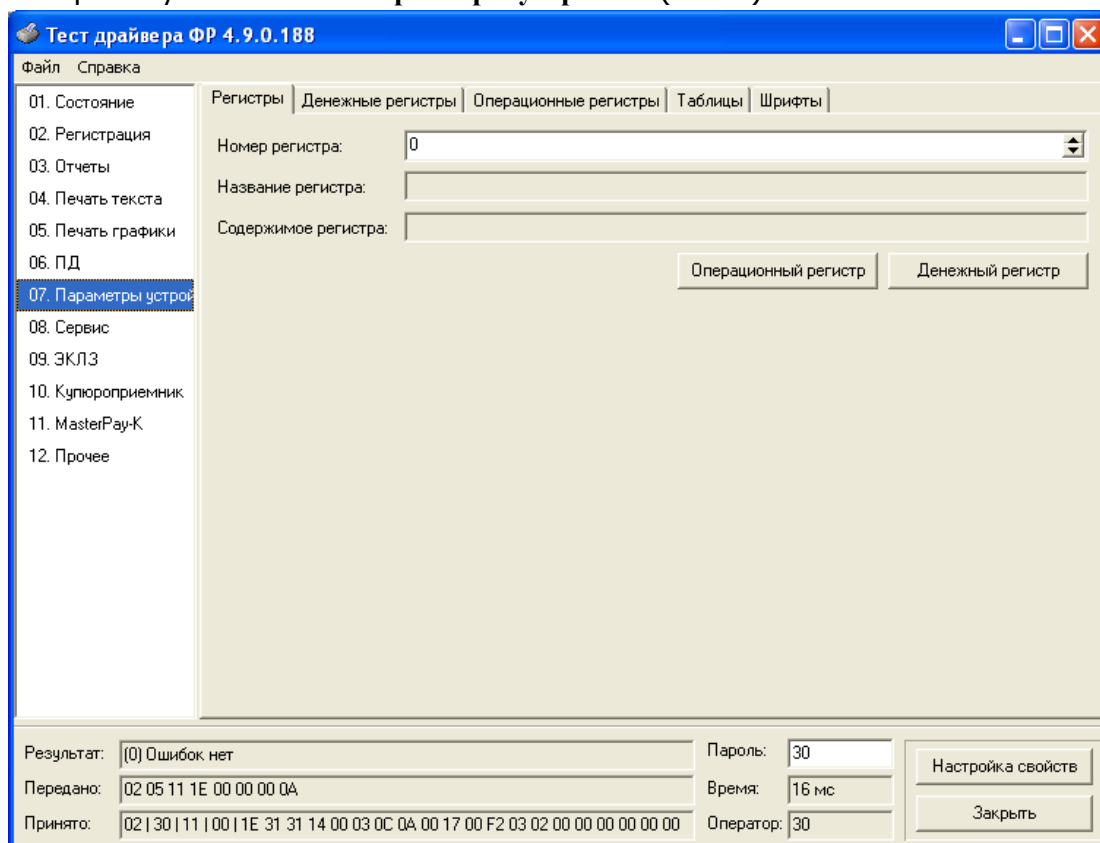 Тест драйвера ФР 4.9.0.188
Файл Справка
01. Состояние
02. Регистрация
03. Отчеты
04. Печать текста
05. Печать графики
06. ПД
07. Параметры устрой
08. Сервис
09. ЭКЛЗ
10. Купюроприемник
11. MasterPay-K
12. Прочее
Регистры Денежные регистры Операционные регистры Таблицы Шрифты
Номер регистра: 0
Название регистра:
Содержимое регистра:
Операционный регистр Денежный регистр
Результат: (0) Ошибок нет
Пароль: 30
Передано: 02 05 11 1E 00 00 00 0A
Время: 16 мс
Принято: 02 | 30 | 11 | 00 | 1E 31 31 14 00 03 0C 0A 00 17 00 F2 03 02 00 00 00 00 00 00
Оператор: 30
Настройка свойств
Закрыть